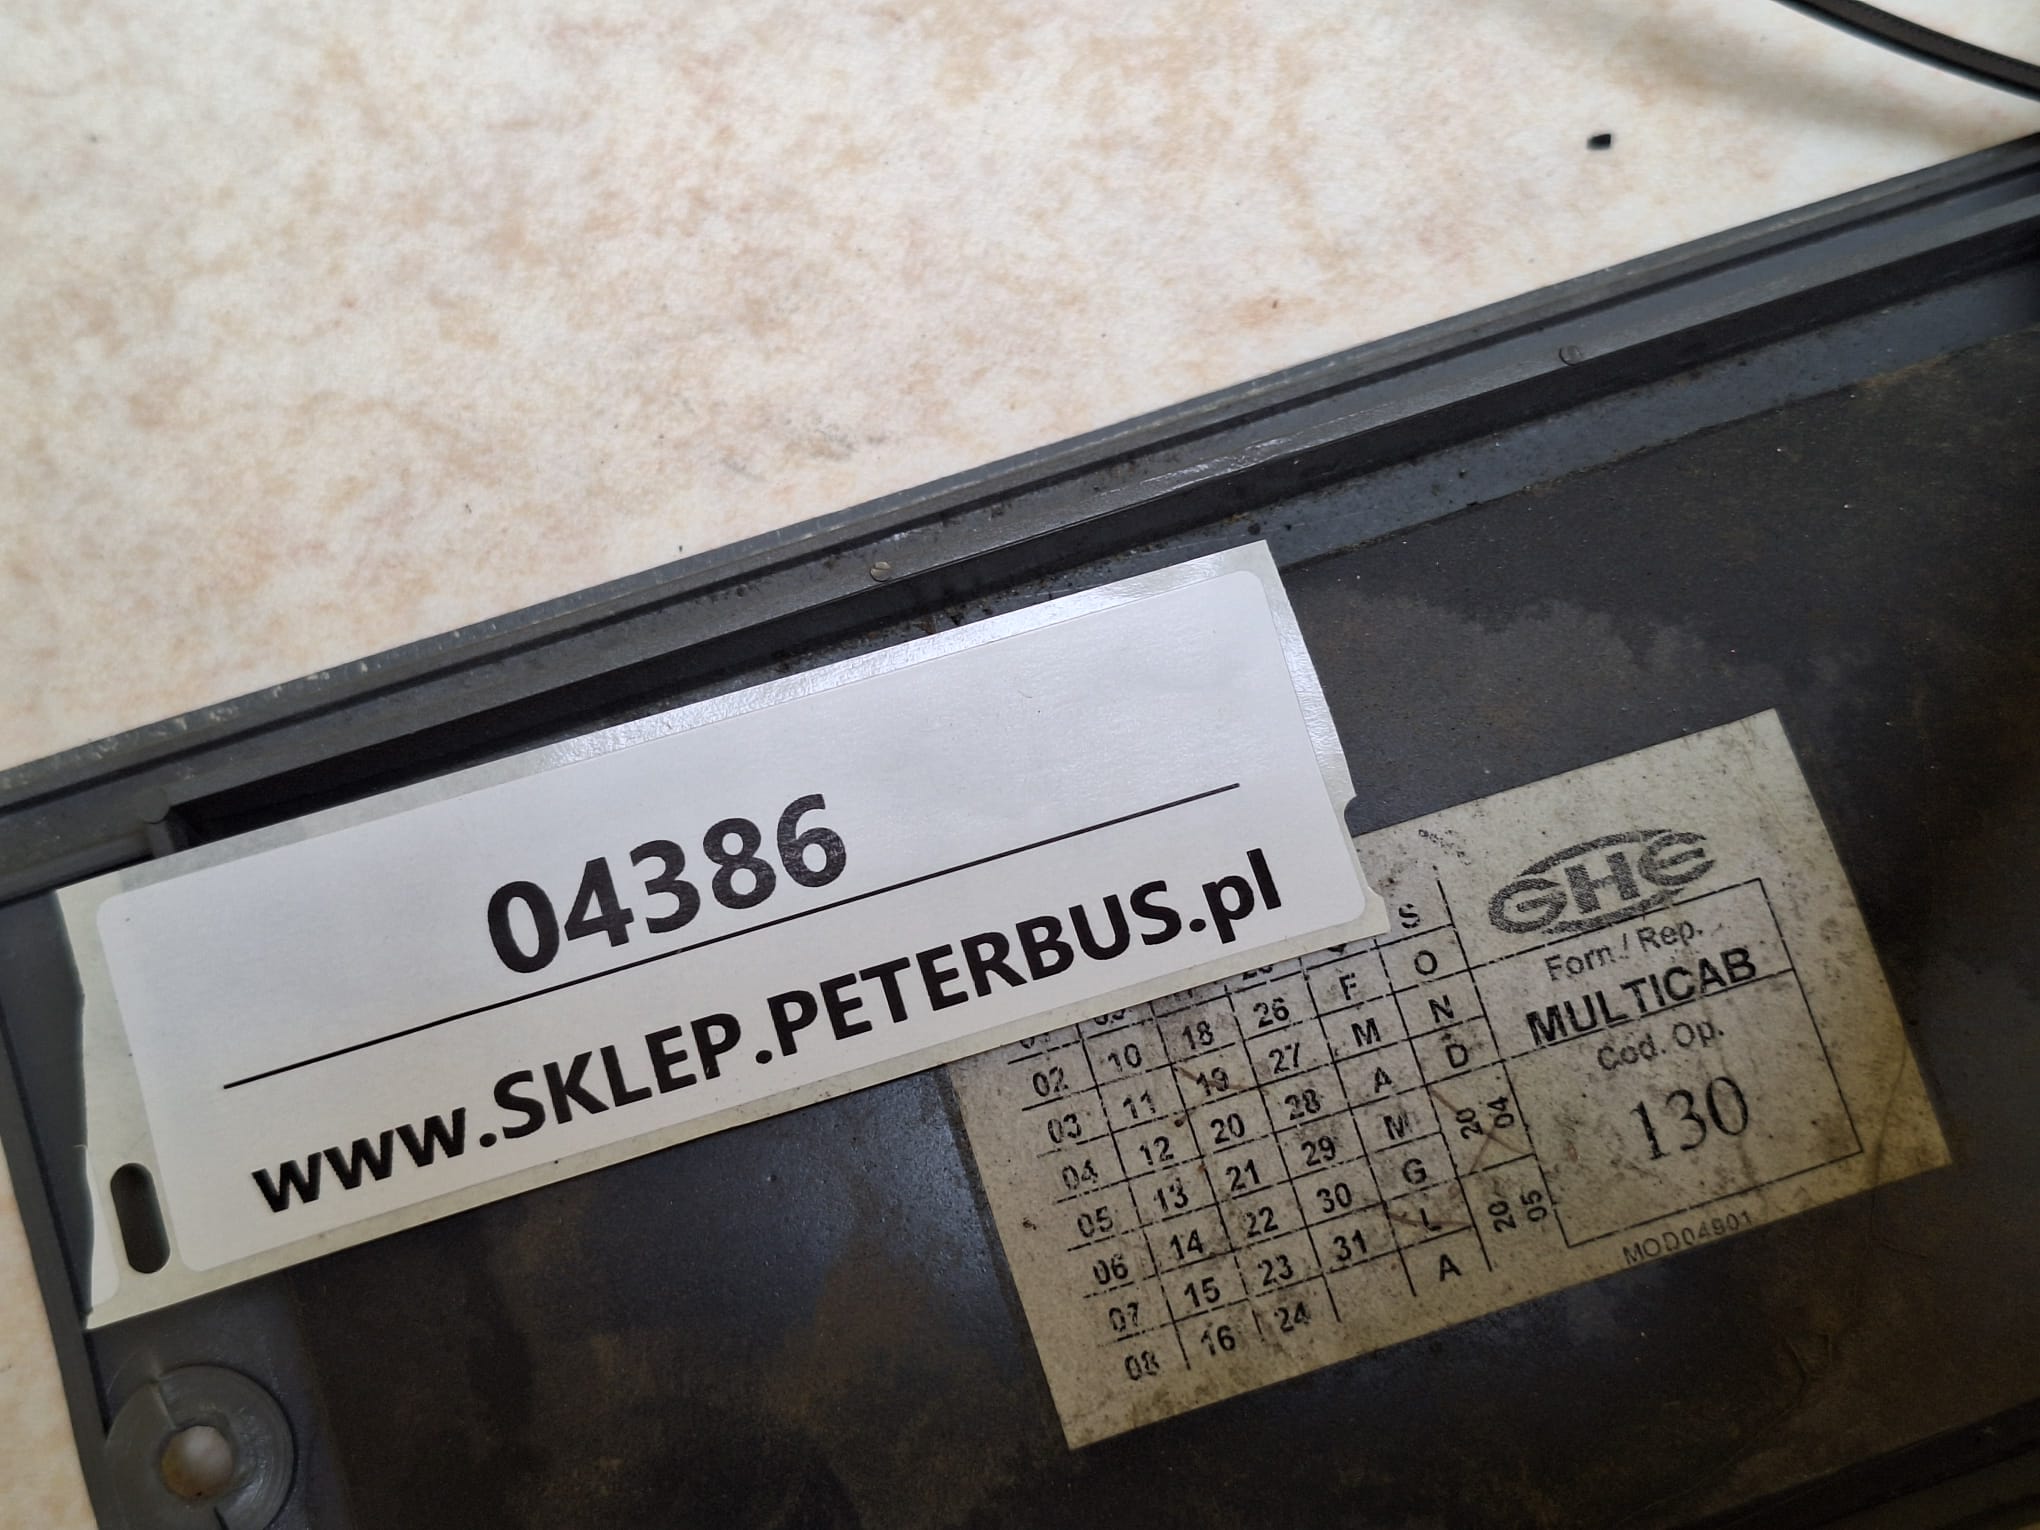 04386
www.SKLEP.PETERBUS.pl
GHE
Forn./Rep.
MULTICAB
Cod. Op.
130
MOD04901
S
18 26 F O
02 10 19 27 M N
03 11 20 28 A D
04 12 21 29 M 20 04
05 13 22 30 G
06 14 23 31 L 20 05
07 15 24 A
08 16